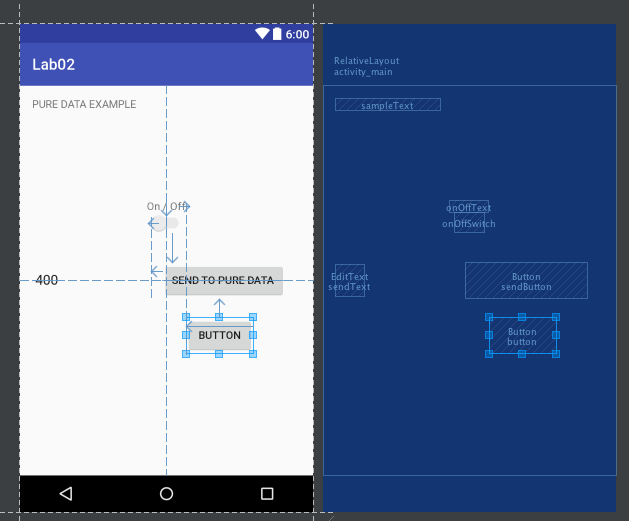 6:00
Lab02
PURE DATA EXAMPLE
On / Off
400
SEND TO PURE DATA
BUTTON
RelativeLayout
activity_main
sampleText
onOffText
onOffSwitch
EditText
sendText
Button
sendButton
Button
button